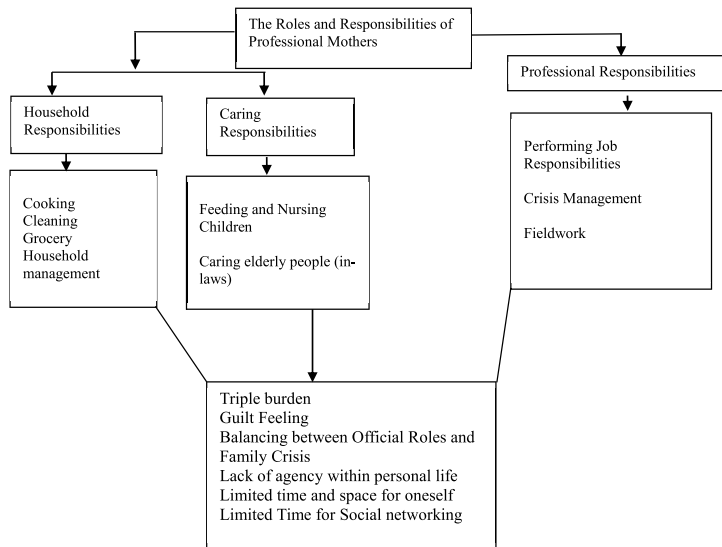 The Roles and Responsibilities of
Professional Mothers
Professional Responsibilities
Household
Responsibilities
Caring
Responsibilities
Cooking
Cleaning
Grocery
Household
management
Feeding and Nursing
Children
Caring elderly people (in-
laws)
Performing Job
Responsibilities
Crisis Management
Fieldwork
Triple burden
Guilt Feeling
Balancing between Official Roles and
Family Crisis
Lack of agency within personal life
Limited time and space for oneself
Limited Time for Social networking